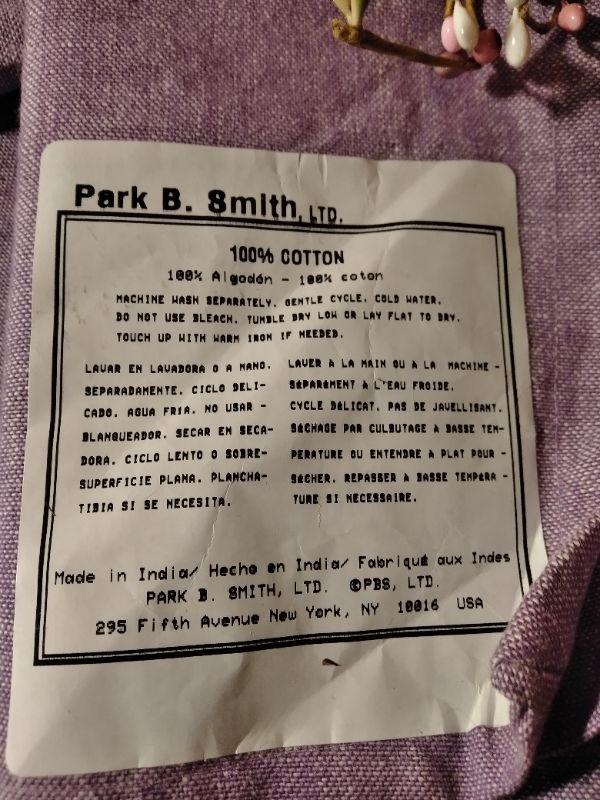 Park B. Smith, LTD.
100% COTTON
100% Algodón - 100% coton
MACHINE WASH SEPARATELY. GENTLE CYCLE. COLD WATER.
DO NOT USE BLEACH. TUMBLE DRY LOW OR LAY FLAT TO DRY.
TOUCH UP WITH WARM IRON IF NEEDED.
LAVAR EN LAVADORA O A MANO.
SEPARADAMENTE. CICLO DELI-
CADO. AGUA FRIA. NO USAR -
BLANQUEADOR. SECAR EN SECA-
DORA. CICLO LENTO O SOBRE-
SUPERFICIE PLANA. PLANCHA-
TIBIA SI SE NECESITA.
LAVER À LA MAIN OU À LA MACHINE -
SÉPARÉMENT À L'EAU FROIDE.
CYCLE DÉLICAT. PAS DE JAVELLISANT.
SÉCHAGE PAR CULBUTAGE À BASSE TEM-
PERATURE OU ENTENDRE À PLAT POUR -
SÉCHER. REPASSER À BASSE TEMPÉRA -
TURE SI NECESSAIRE.
Made in India/ Hecho en India/ Fabriqué aux Indes
PARK B. SMITH, LTD. ©PBS, LTD.
295 Fifth Avenue New York, NY 10016 USA